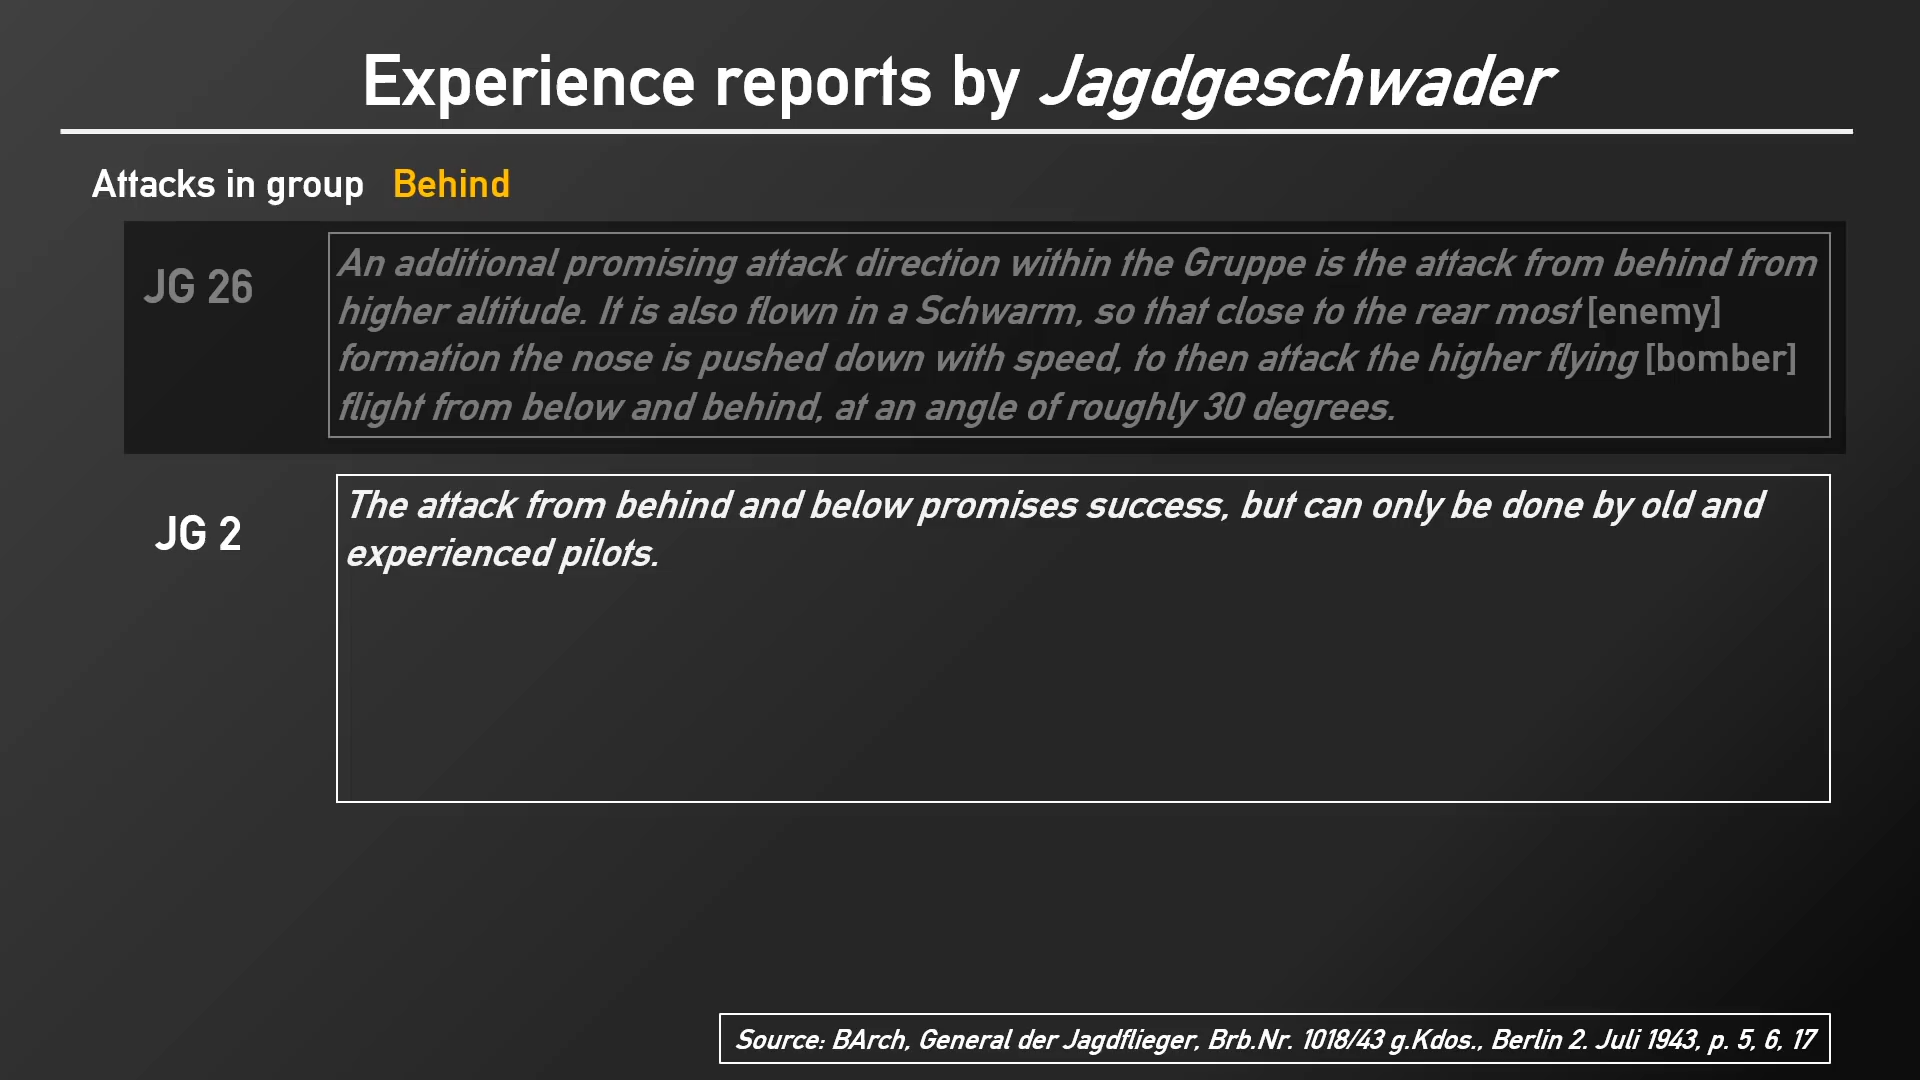 Experience reports by Jagdgeschwader
Attacks in group Behind
JG 26
An additional promising attack direction within the Gruppe is the attack from behind from
higher altitude. It is also flown in a Schwarm, so that close to the rear most [enemy]
formation the nose is pushed down with speed, to then attack the higher flying [bomber]
flight from below and behind, at an angle of roughly 30 degrees.
JG 2
The attack from behind and below promises success, but can only be done by old and
experienced pilots.
Source: BArch, General der Jagdflieger, Brb.Nr. 1018/43 g.Kdos., Berlin 2. Juli 1943, p. 5, 6, 17